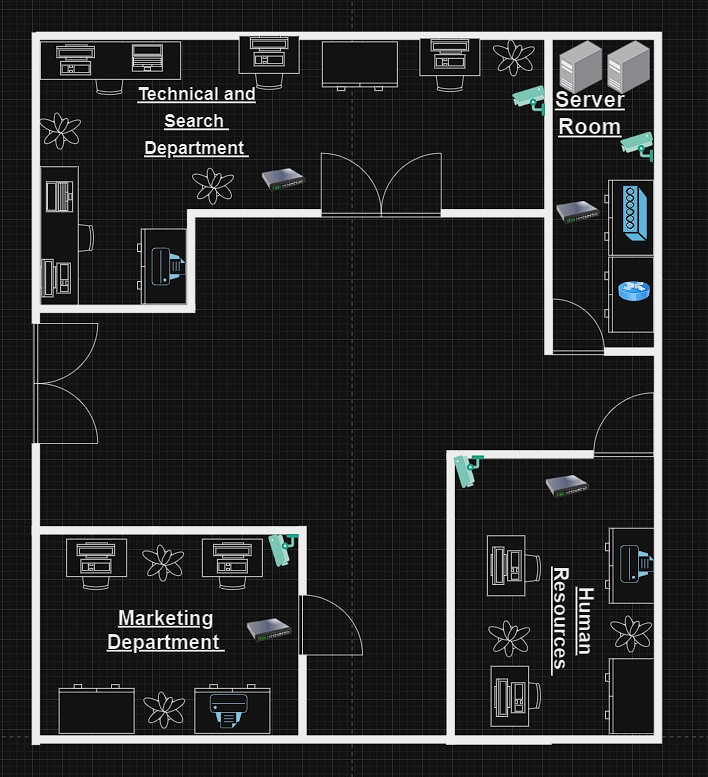 Technical and
Search
Department
Server
Room
Marketing
Department
Human
Resources